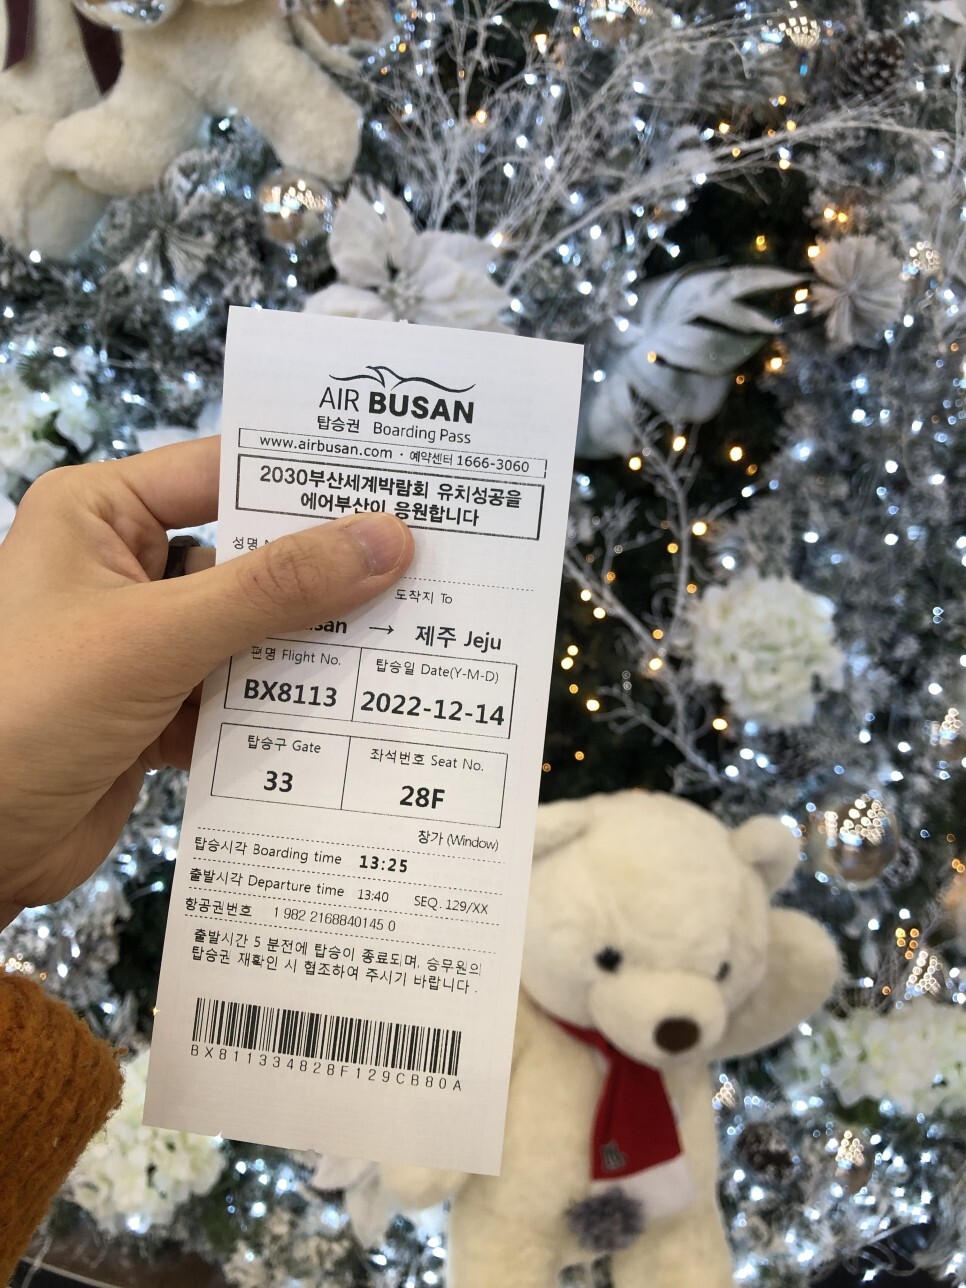 AIR BUSAN
탑승권 Boarding Pass
www.airbusan.com · 예약센터 1666-3060
2030부산세계박람회 유치성공을
에어부산이 응원합니다
성명
도착지 To
→ 제주 Jeju
편명 Flight No.
탑승일 Date(Y-M-D)
BX8113
2022-12-14
탑승구 Gate
좌석번호 Seat No.
33
28F
창가 (Window)
탑승시각 Boarding time 13:25
출발시각 Departure time 13:40 SEQ. 129/XX
항공권번호 1 982 2168840145 0
출발시간 5 분전에 탑승이 종료되며, 승무원의
탑승권 재확인 시 협조하여 주시기 바랍니다.
BX811334828F129CB80A